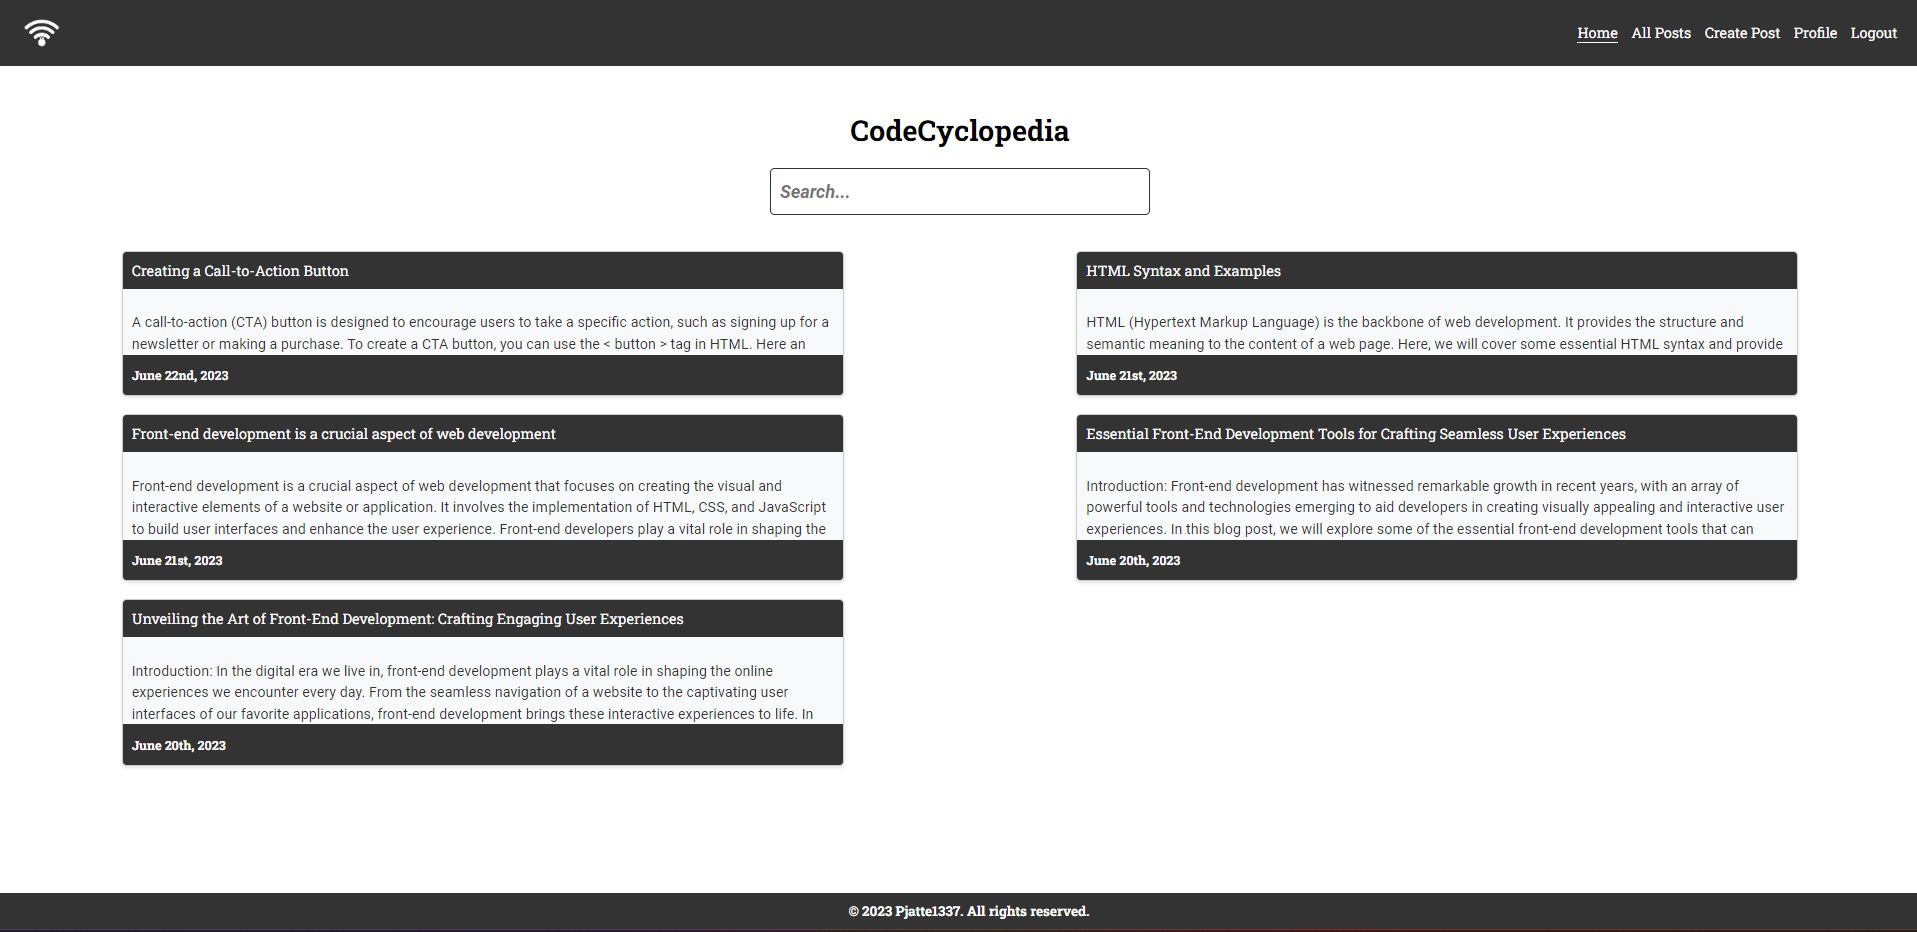 Home All Posts Create Post Profile Logout
CodeCyclopedia
Search...
Creating a Call-to-Action Button
A call-to-action (CTA) button is designed to encourage users to take a specific action, such as signing up for a
newsletter or making a purchase. To create a CTA button, you can use the < button > tag in HTML. Here an
June 22nd, 2023
HTML Syntax and Examples
HTML (Hypertext Markup Language) is the backbone of web development. It provides the structure and
semantic meaning to the content of a web page. Here, we will cover some essential HTML syntax and provide
June 21st, 2023
Front-end development is a crucial aspect of web development
Front-end development is a crucial aspect of web development that focuses on creating the visual and
interactive elements of a website or application. It involves the implementation of HTML, CSS, and JavaScript
to build user interfaces and enhance the user experience. Front-end developers play a vital role in shaping the
June 21st, 2023
Essential Front-End Development Tools for Crafting Seamless User Experiences
Introduction: Front-end development has witnessed remarkable growth in recent years, with an array of
powerful tools and technologies emerging to aid developers in creating visually appealing and interactive user
experiences. In this blog post, we will explore some of the essential front-end development tools that can
June 20th, 2023
Unveiling the Art of Front-End Development: Crafting Engaging User Experiences
Introduction: In the digital era we live in, front-end development plays a vital role in shaping the online
experiences we encounter every day. From the seamless navigation of a website to the captivating user
interfaces of our favorite applications, front-end development brings these interactive experiences to life. In
June 20th, 2023
© 2023 Pjatte1337. All rights reserved.